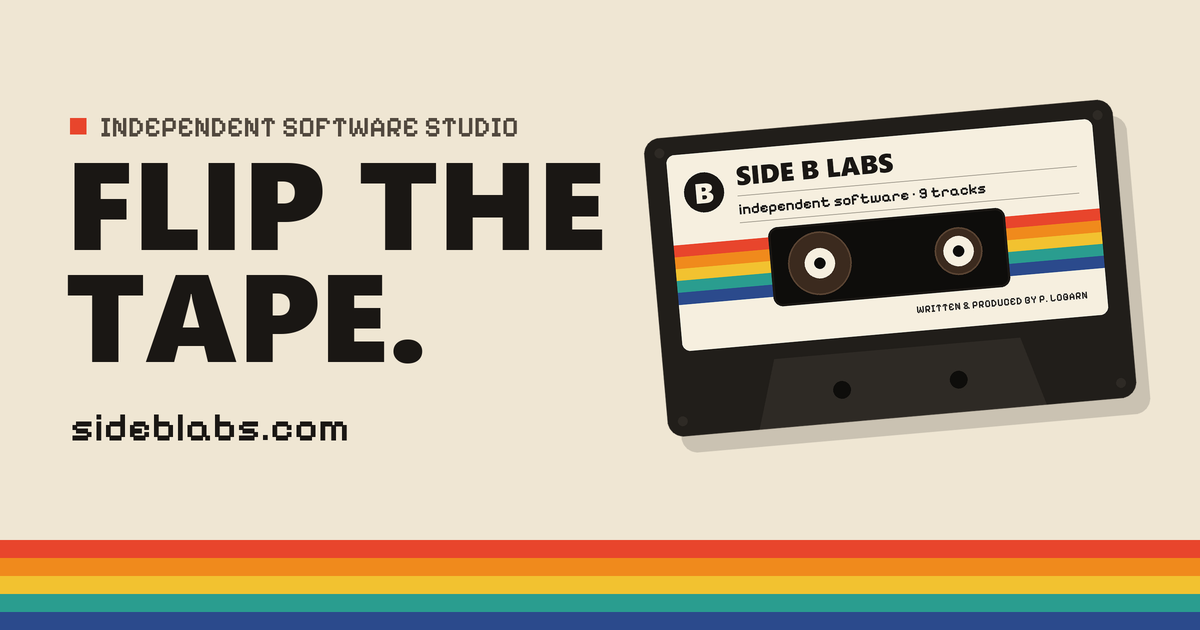 INDEPENDENT SOFTWARE STUDIO
FLIP THE
TAPE.
sideblabs.com
B
SIDE B LABS
independent software · 9 tracks
WRITTEN & PRODUCED BY P. LOGARN